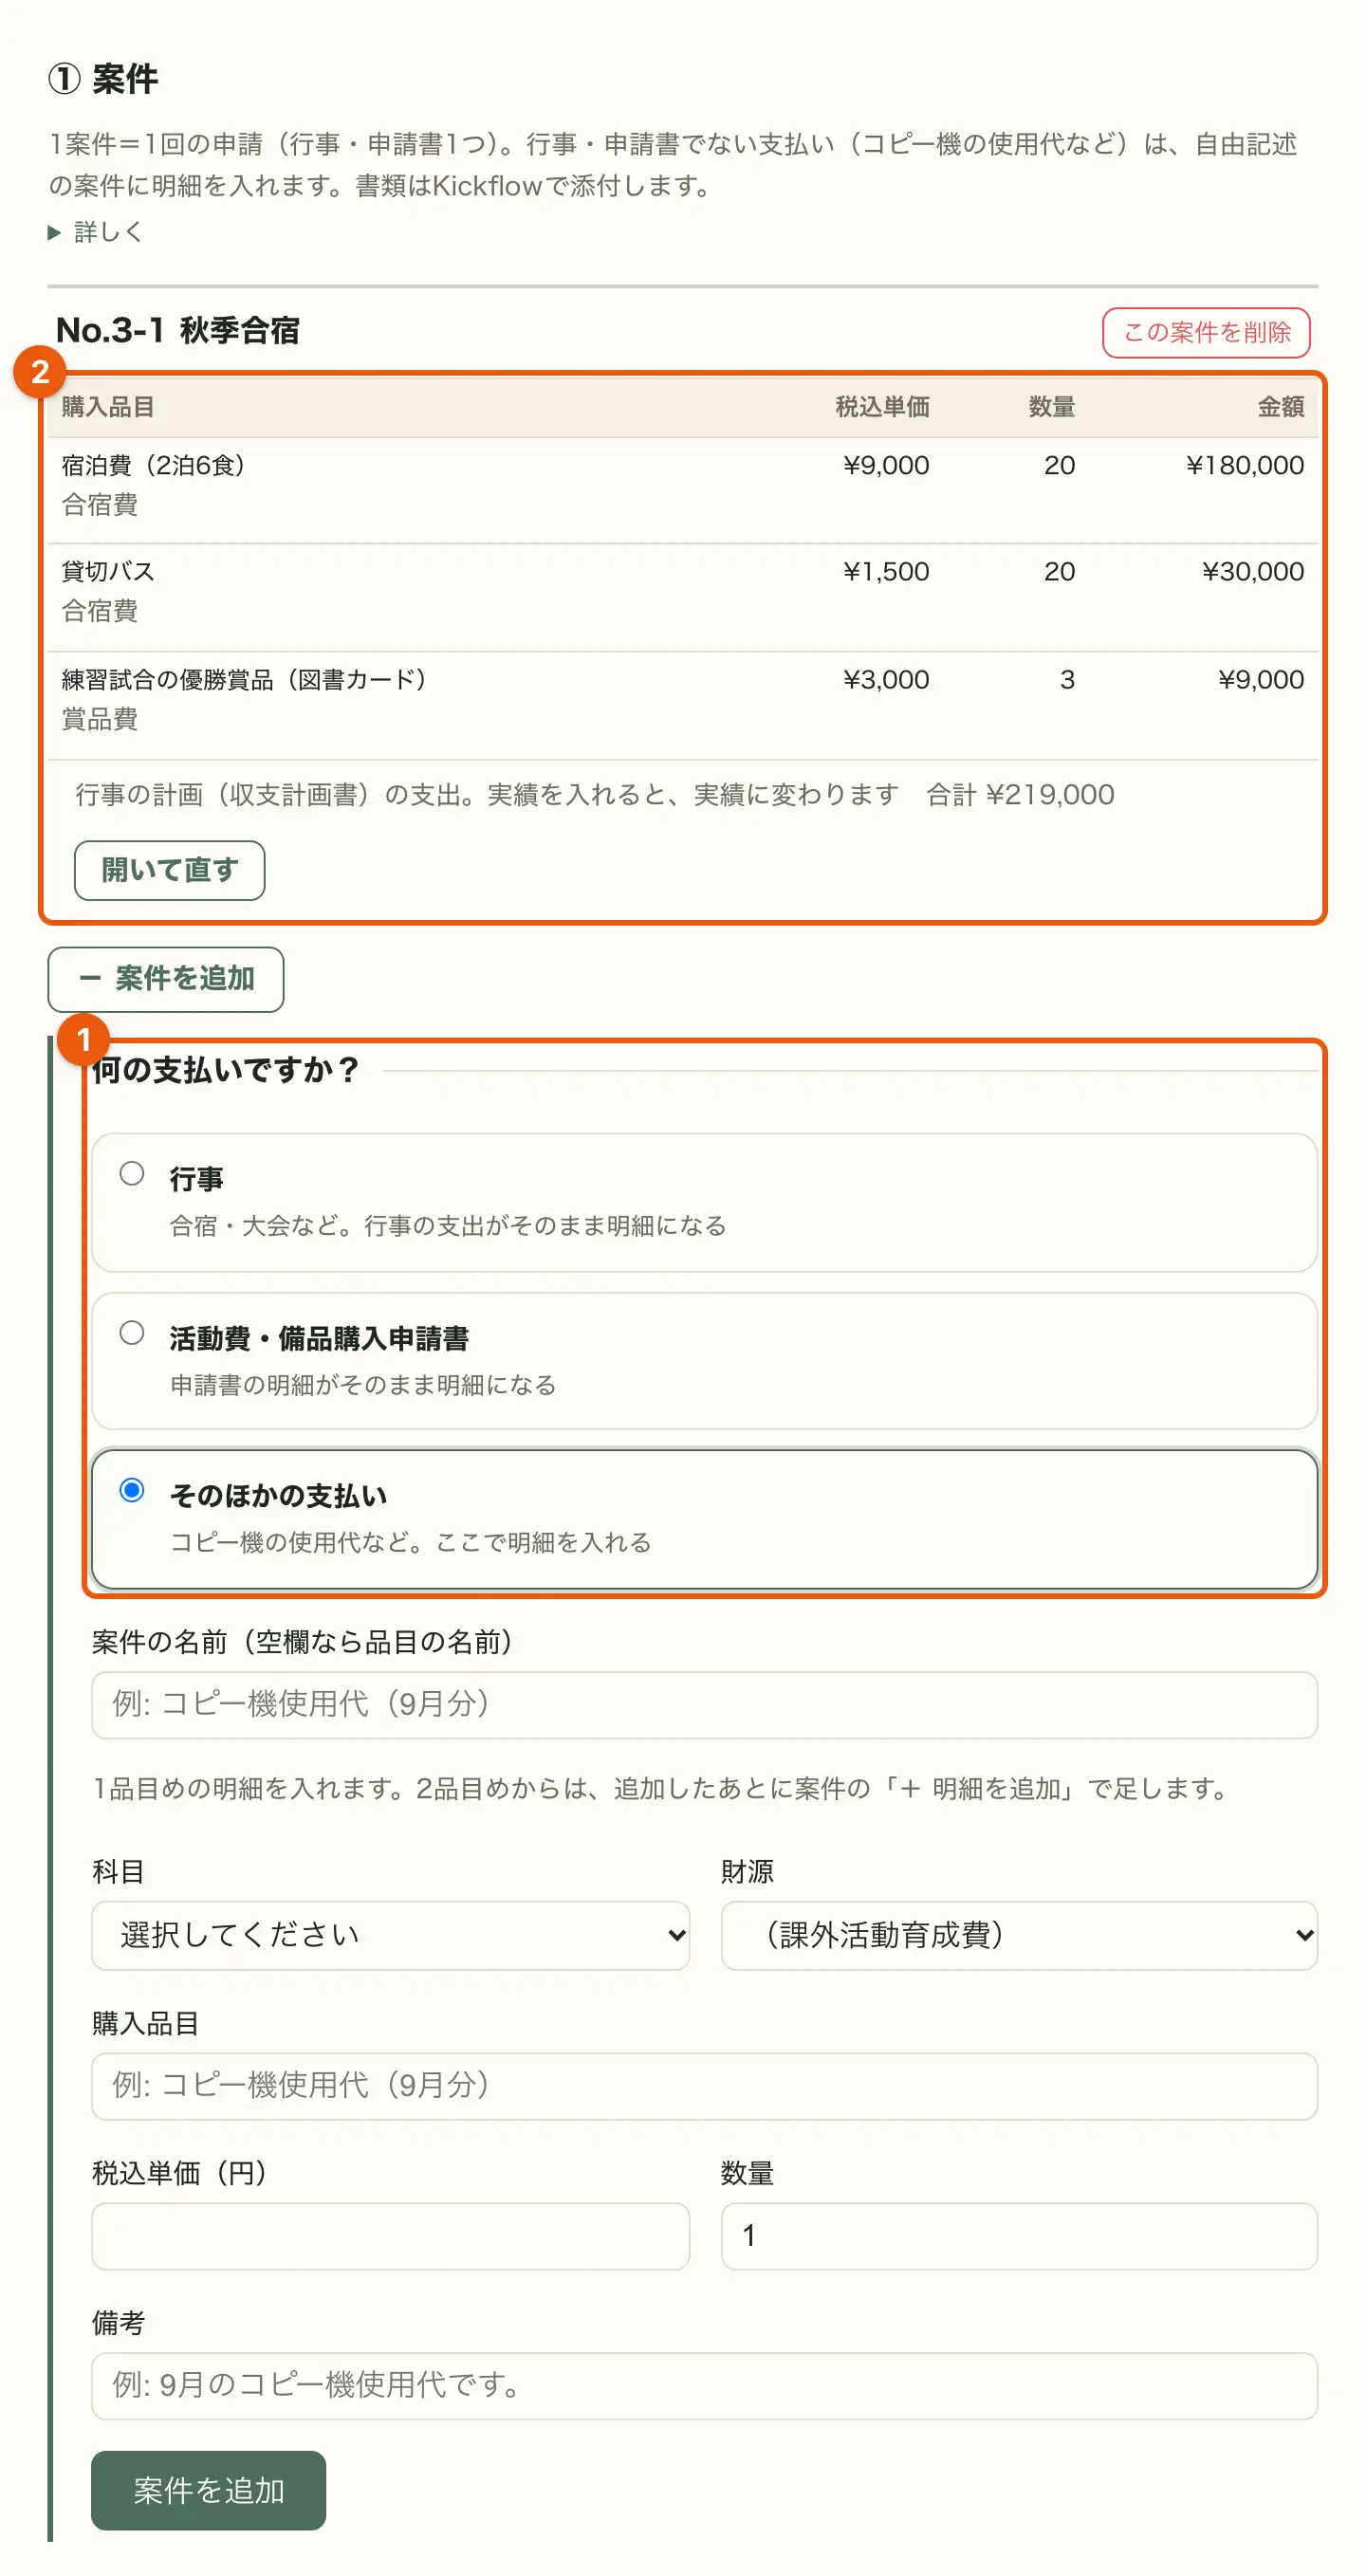 ① 案件
1案件＝1回の申請（行事・申請書1つ）。行事・申請書でない支払い（コピー機の使用代など）は、自由記述
の案件に明細を入れます。書類はKickflowで添付します。
▶ 詳しく
No.3-1 秋季合宿
この案件を削除
2
購入品目 税込単価 数量 金額
宿泊費（2泊6食） ¥9,000 20 ¥180,000
合宿費
貸切バス ¥1,500 20 ¥30,000
合宿費
練習試合の優勝賞品（図書カード） ¥3,000 3 ¥9,000
賞品費
行事の計画（収支計画書）の支出。実績を入れると、実績に変わります　合計 ¥219,000
開いて直す
− 案件を追加
1
何の支払いですか？
行事
合宿・大会など。行事の支出がそのまま明細になる
活動費・備品購入申請書
申請書の明細がそのまま明細になる
そのほかの支払い
コピー機の使用代など。ここで明細を入れる
案件の名前（空欄なら品目の名前）
例: コピー機使用代（9月分）
1品目めの明細を入れます。2品目めからは、追加したあとに案件の「＋ 明細を追加」で足します。
科目 財源
選択してください （課外活動育成費）
購入品目
例: コピー機使用代（9月分）
税込単価（円） 数量
1
備考
例: 9月のコピー機使用代です。
案件を追加